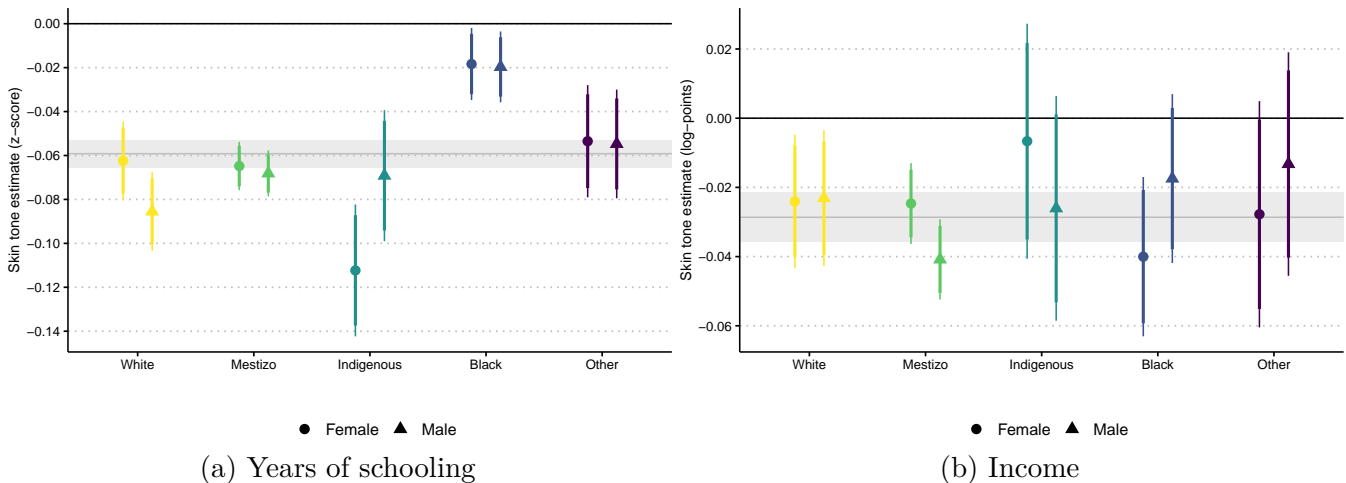 Skin tone estimate (z−score)
0.00
−0.02
−0.04
−0.06
−0.08
−0.10
−0.12
−0.14
White Mestizo Indigenous Black Other
Female Male
(a) Years of schooling
Skin tone estimate (log−points)
0.02
0.00
−0.02
−0.04
−0.06
White Mestizo Indigenous Black Other
Female Male
(b) Income